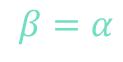 β = α